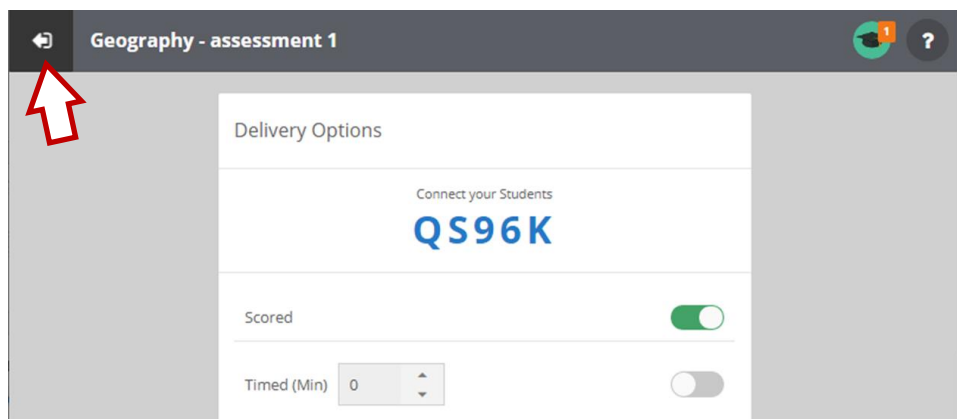 Geography - assessment 1
1
?
Delivery Options
Connect your Students
QS96K
Scored
Timed (Min) 0